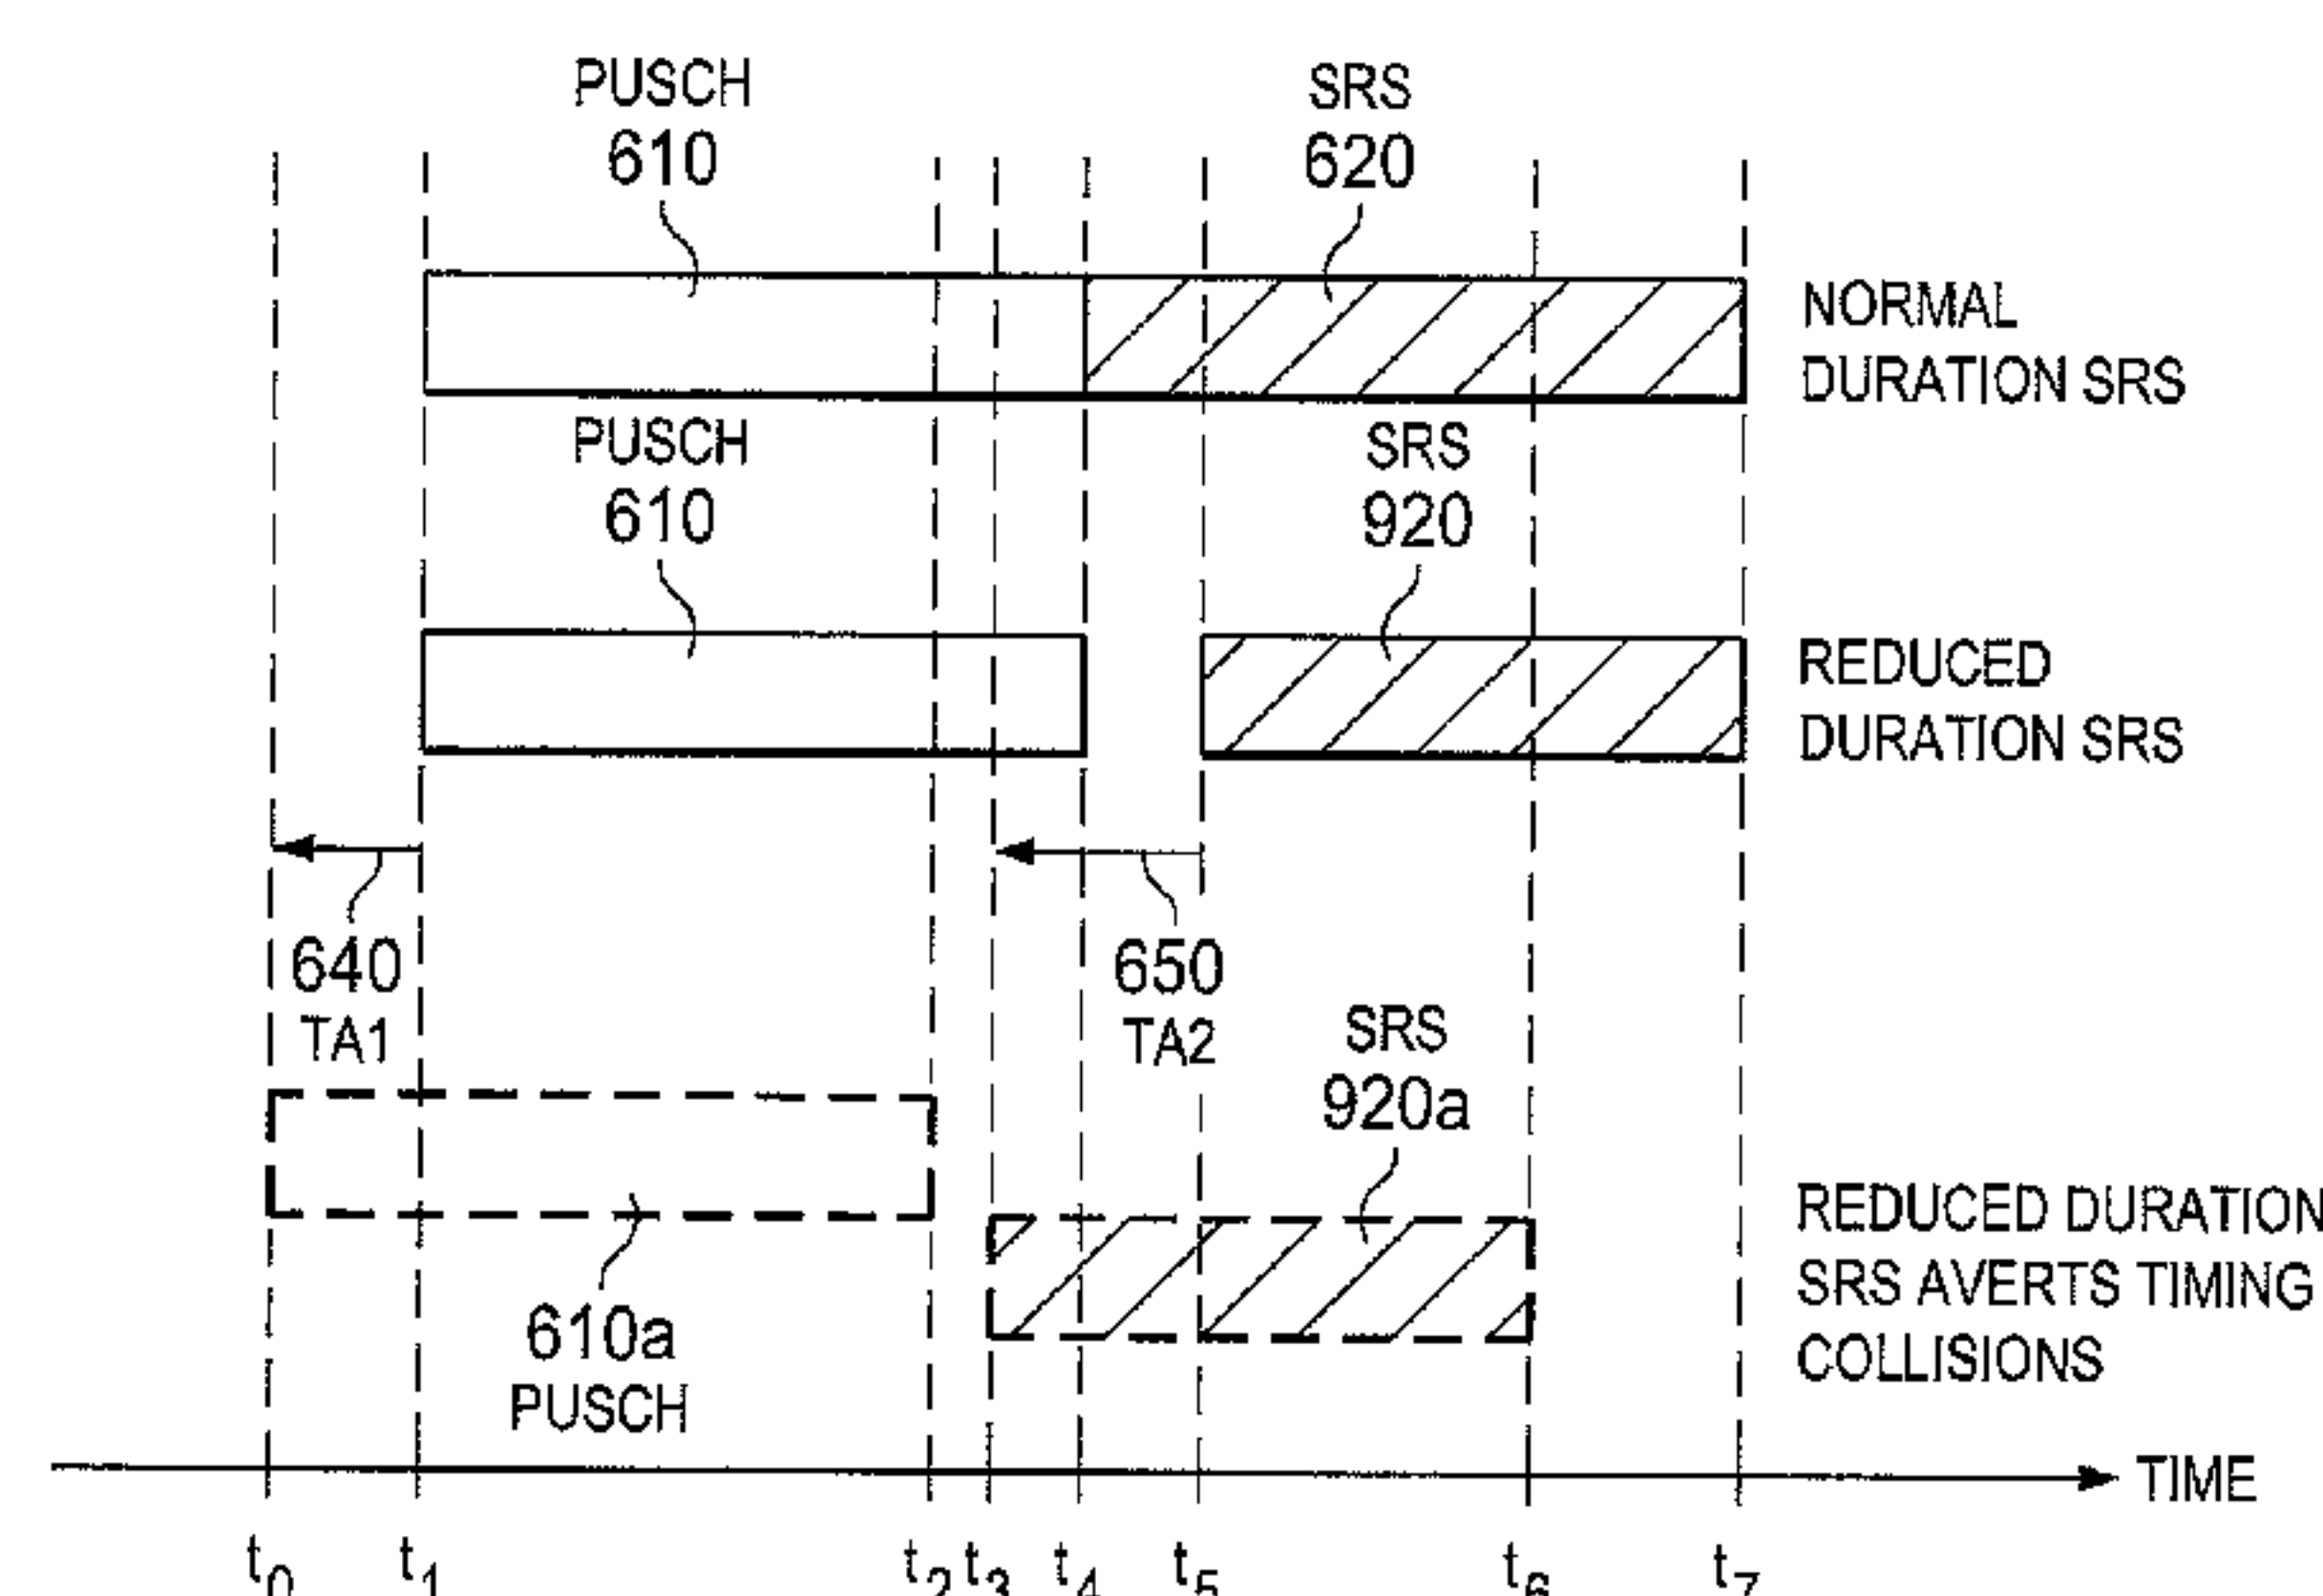 PUSCH
610
SRS
620
NORMAL
DURATION SRS
PUSCH
610
SRS
920
REDUCED
DURATION SRS
640
TA1
650
TA2
SRS
920a
610a
PUSCH
REDUCED DURATION
SRS AVERTS TIMING
COLLISIONS
TIME
t0 t1 t2 t3 t4 t5 t6 t7